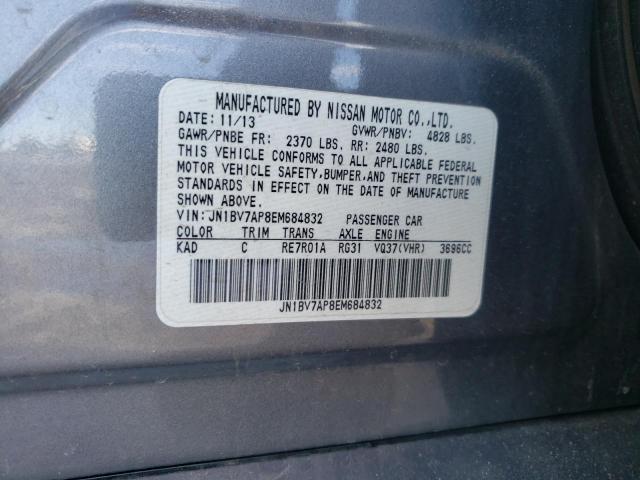 MANUFACTURED BY NISSAN MOTOR CO.,LTD.
DATE: 11/13 GVWR/PNBV: 4828 LBS.
GAWR/PNBE FR: 2370 LBS. RR: 2480 LBS.
THIS VEHICLE CONFORMS TO ALL APPLICABLE FEDERAL
MOTOR VEHICLE SAFETY,BUMPER,AND THEFT PREVENTION
STANDARDS IN EFFECT ON THE DATE OF MANUFACTURE
SHOWN ABOVE.
VIN:JN1BV7AP8EM684832 PASSENGER CAR
COLOR TRIM TRANS AXLE ENGINE
KAD C RE7R01A RG31 VQ37(VHR) 3696CC
JN1BV7AP8EM684832